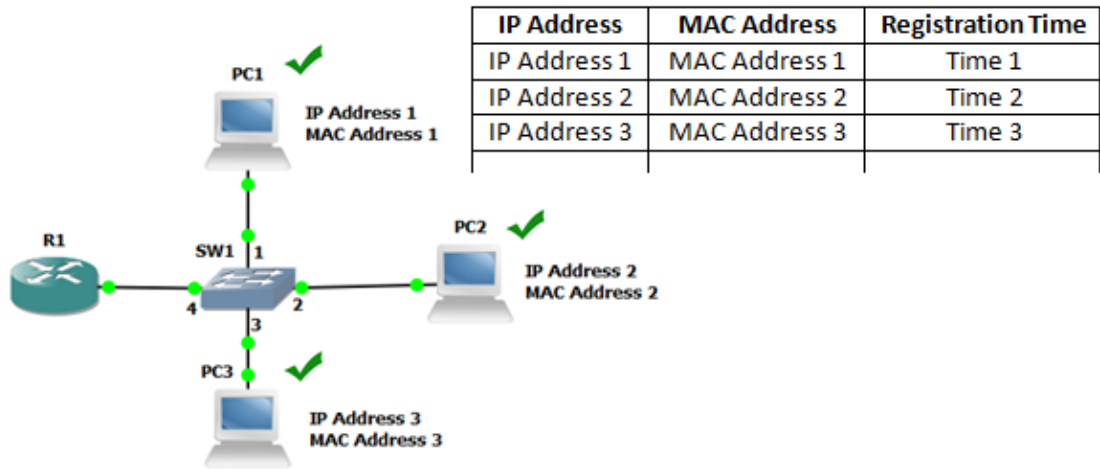 IP Address MAC Address Registration Time
IP Address 1 MAC Address 1 Time 1
IP Address 2 MAC Address 2 Time 2
IP Address 3 MAC Address 3 Time 3
PC1
IP Address 1
MAC Address 1
R1
SW1
1
2
3
4
PC2
IP Address 2
MAC Address 2
PC3
IP Address 3
MAC Address 3